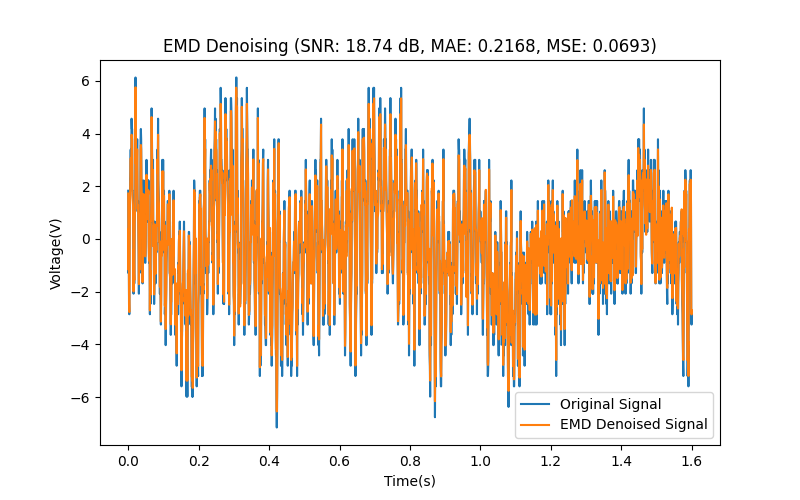 EMD Denoising (SNR: 18.74 dB, MAE: 0.2168, MSE: 0.0693)
6
4
2
0
−2
−4
−6
Voltage(V)
Original Signal
EMD Denoised Signal
0.0 0.2 0.4 0.6 0.8 1.0 1.2 1.4 1.6
Time(s)